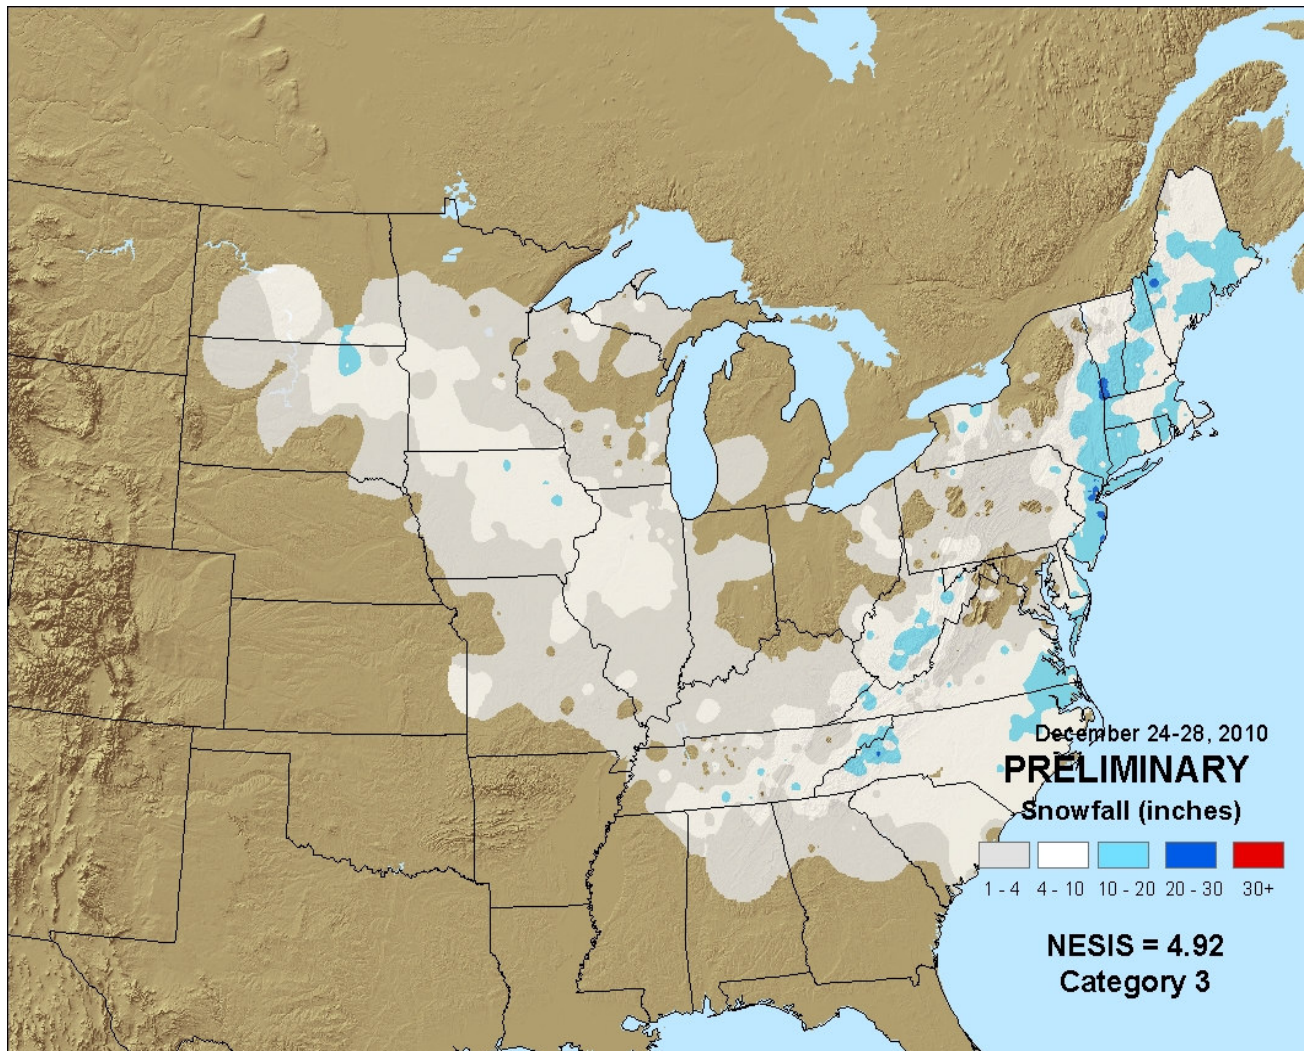 December 24-28, 2010
PRELIMINARY
Snowfall (inches)
1 - 4 4 - 10 10 - 20 20 - 30 30+
NESIS = 4.92
Category 3